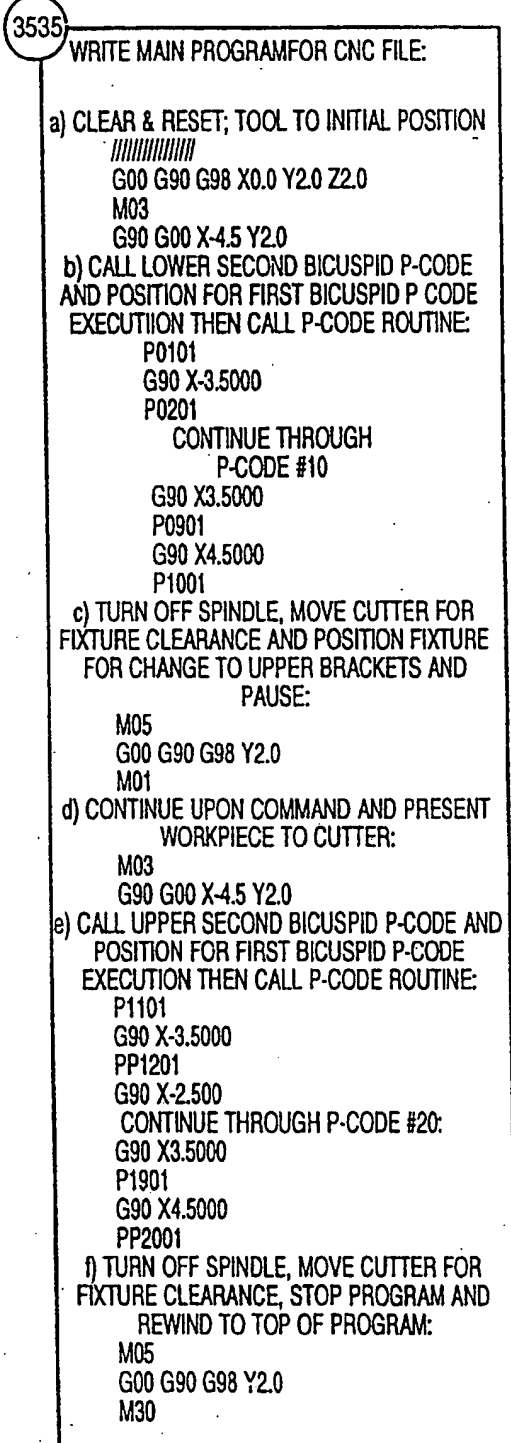 3535
WRITE MAIN PROGRAMFOR CNC FILE:
a) CLEAR & RESET; TOOL TO INITIAL POSITION
////////////////
G00 G90 G98 X0.0 Y2.0 Z2.0
M03
G90 G00 X-4.5 Y2.0
b) CALL LOWER SECOND BICUSPID P-CODE
AND POSITION FOR FIRST BICUSPID P CODE
EXECUTIION THEN CALL P-CODE ROUTINE:
P0101
G90 X-3.5000
P0201
CONTINUE THROUGH
P-CODE #10
G90 X3.5000
P0901
G90 X4.5000
P1001
c) TURN OFF SPINDLE, MOVE CUTTER FOR
FIXTURE CLEARANCE AND POSITION FIXTURE
FOR CHANGE TO UPPER BRACKETS AND
PAUSE:
M05
G00 G90 G98 Y2.0
M01
d) CONTINUE UPON COMMAND AND PRESENT
WORKPIECE TO CUTTER:
M03
G90 G00 X-4.5 Y2.0
e) CALL UPPER SECOND BICUSPID P-CODE AND
POSITION FOR FIRST BICUSPID P-CODE
EXECUTION THEN CALL P-CODE ROUTINE:
P1101
G90 X-3.5000
PP1201
G90 X-2.500
CONTINUE THROUGH P-CODE #20:
G90 X3.5000
P1901
G90 X4.5000
PP2001
f) TURN OFF SPINDLE, MOVE CUTTER FOR
FIXTURE CLEARANCE, STOP PROGRAM AND
REWIND TO TOP OF PROGRAM:
M05
G00 G90 G98 Y2.0
M30